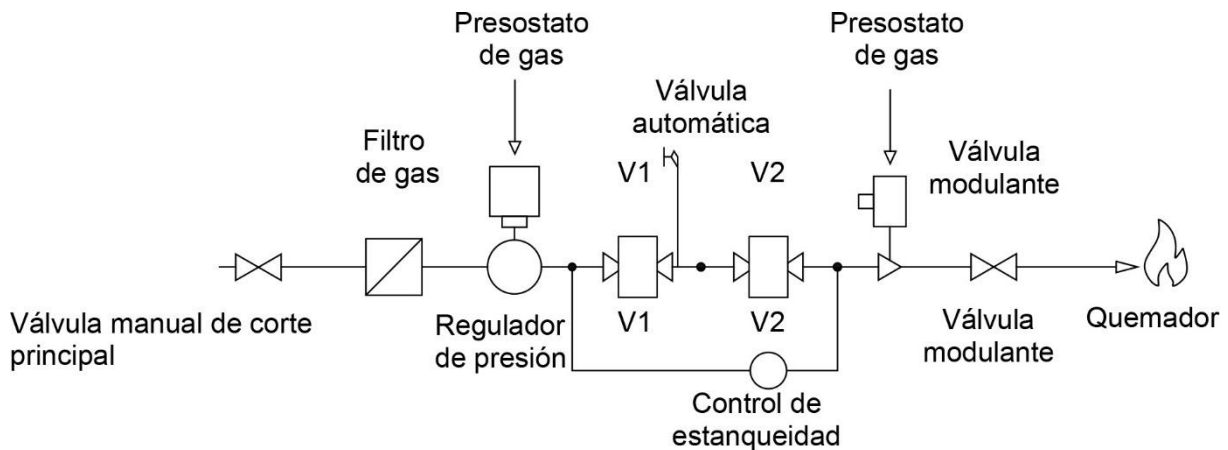 Presostato
de gas
Presostato
de gas
Válvula
automática
Filtro
de gas
V1
V2
Válvula
modulante
Válvula manual de corte
principal
Regulador
de presión
V1
V2
Válvula
modulante
Quemador
Control de
estanqueidad